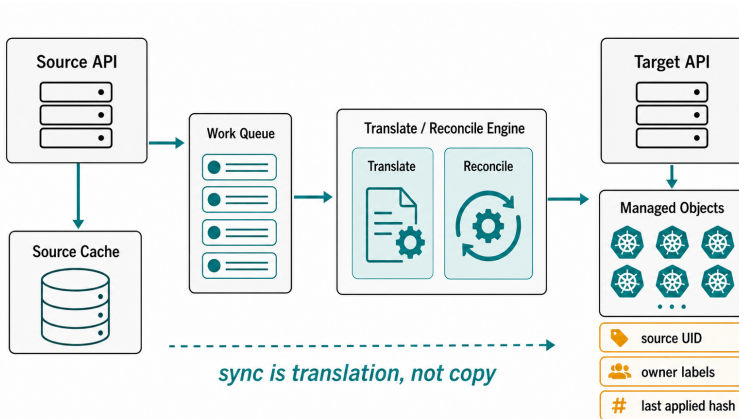 Source API
Target API
Work Queue
Translate / Reconcile Engine
Translate
Reconcile
Managed Objects
Source Cache
source UID
owner labels
last applied hash
sync is translation, not copy